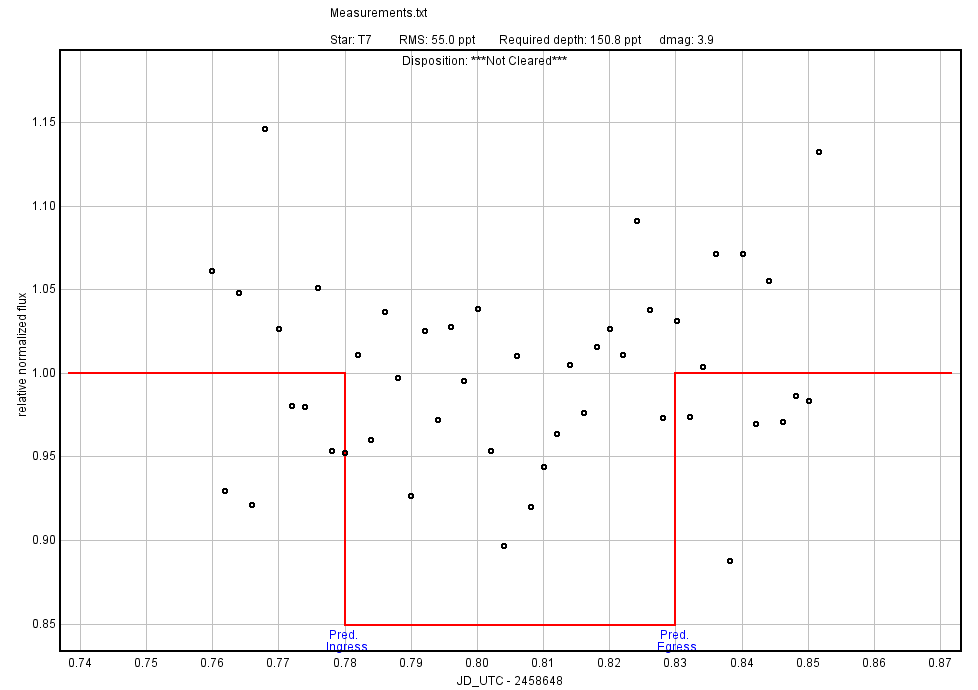 Measurements.txt
Star: T7 RMS: 55.0 ppt Required depth: 150.8 ppt dmag: 3.9
Disposition: ***Not Cleared***
relative normalized flux
1.15
1.10
1.05
1.00
0.95
0.90
0.85
Pred.
Ingress
Pred.
Egress
0.74 0.75 0.76 0.77 0.78 0.79 0.80 0.81 0.82 0.83 0.84 0.85 0.86 0.87
JD_UTC - 2458648